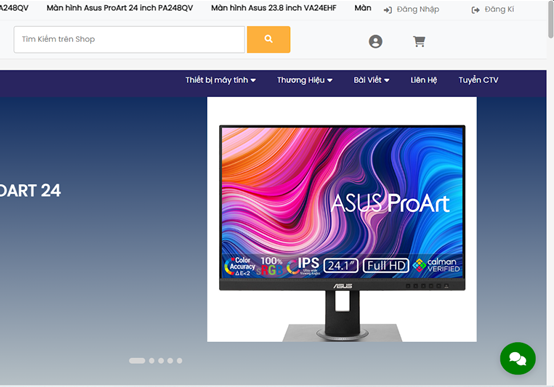 PA248QV Màn hình Asus ProArt 24 inch PA248QV Màn hình Asus 23.8 inch VA24EHF Màn Đăng Nhập Đăng Kí
Tìm Kiếm trên Shop
Thiết bị máy tính Thương Hiệu Bài Viết Liên Hệ Tuyển CTV
OART 24
ASUS ProArt
Color Accuracy ΔE<2 100% sRGB IPS 24.1" Full HD calman VERIFIED
ASUS